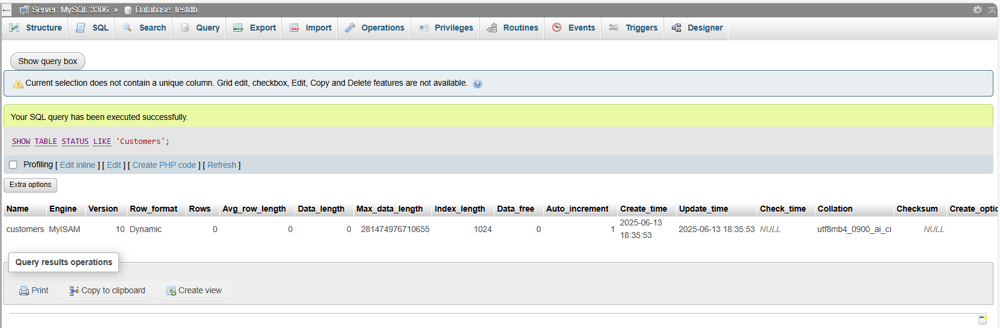 Server: MySQL:3306 » Database: testdb
Structure SQL Search Query Export Import Operations Privileges Routines Events Triggers Designer
Show query box
Current selection does not contain a unique column. Grid edit, checkbox, Edit, Copy and Delete features are not available.
Your SQL query has been executed successfully.
SHOW TABLE STATUS LIKE 'Customers';
Profiling [ Edit inline ] [ Edit ] [ Create PHP code ] [ Refresh ]
Extra options
Name Engine Version Row_format Rows Avg_row_length Data_length Max_data_length Index_length Data_free Auto_increment Create_time Update_time Check_time Collation Checksum Create_optio
customers MyISAM 10 Dynamic 0 0 0 281474976710655 1024 0 1 2025-06-13 18:35:53 2025-06-13 18:35:53 NULL utf8mb4_0900_ai_ci NULL
Query results operations
Print Copy to clipboard Create view